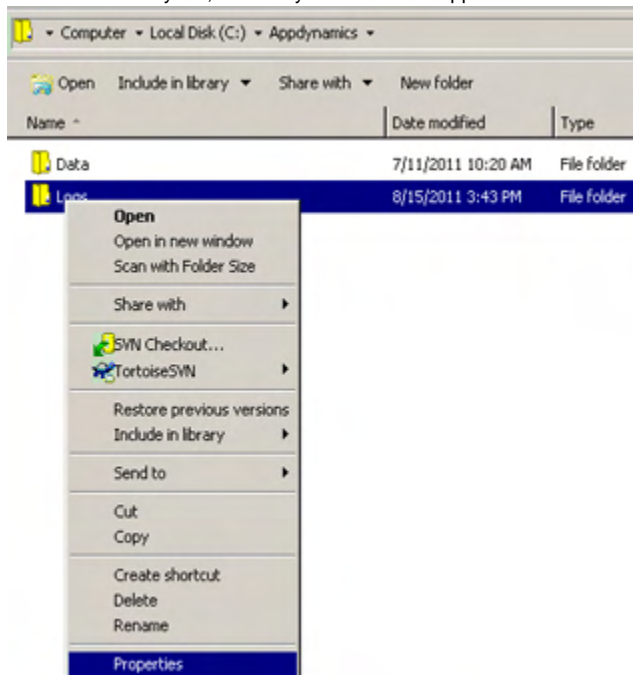 Computer Local Disk (C:) Appdynamics
Open Include in library Share with New folder
Name Date modified Type
Data 7/11/2011 10:20 AM File folder
Logs 8/15/2011 3:43 PM File folder
Open
Open in new window
Scan with Folder Size
Share with
SVN Checkout...
TortoiseSVN
Restore previous versions
Include in library
Send to
Cut
Copy
Create shortcut
Delete
Rename
Properties